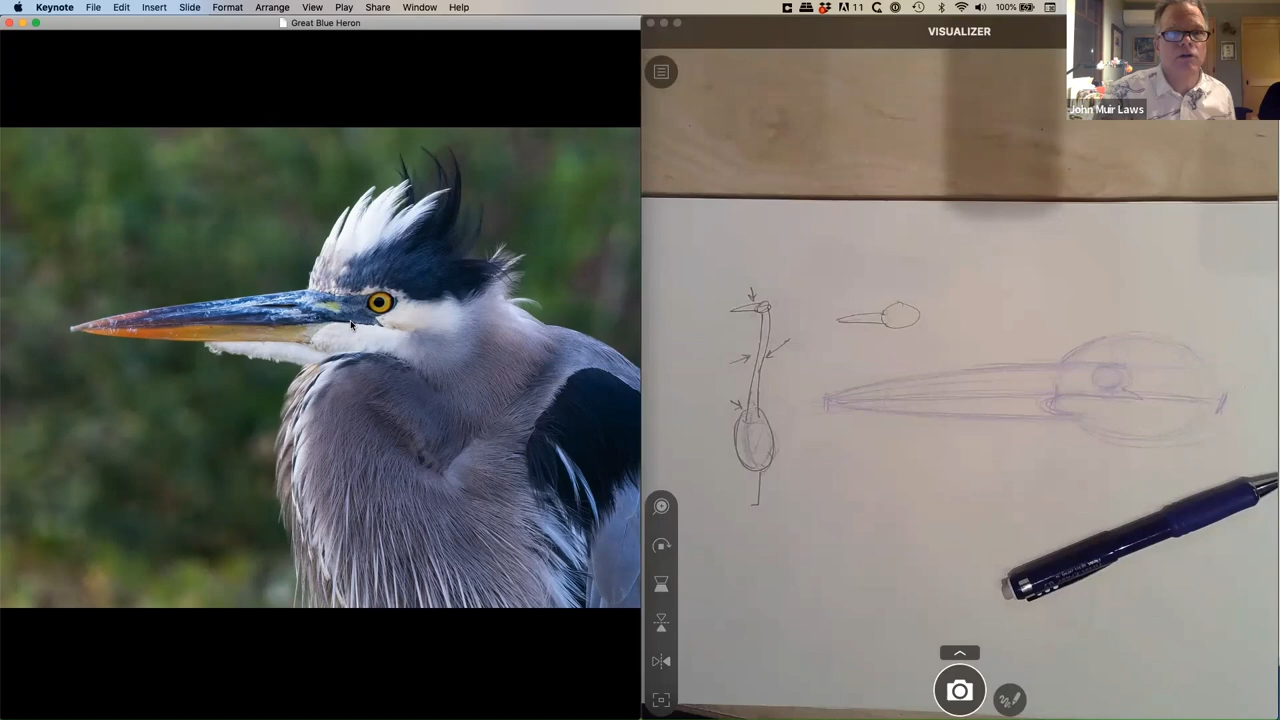 Keynote File Edit Insert Slide Format Arrange View Play Share Window Help
11 100%
Great Blue Heron
VISUALIZER
John Muir Laws